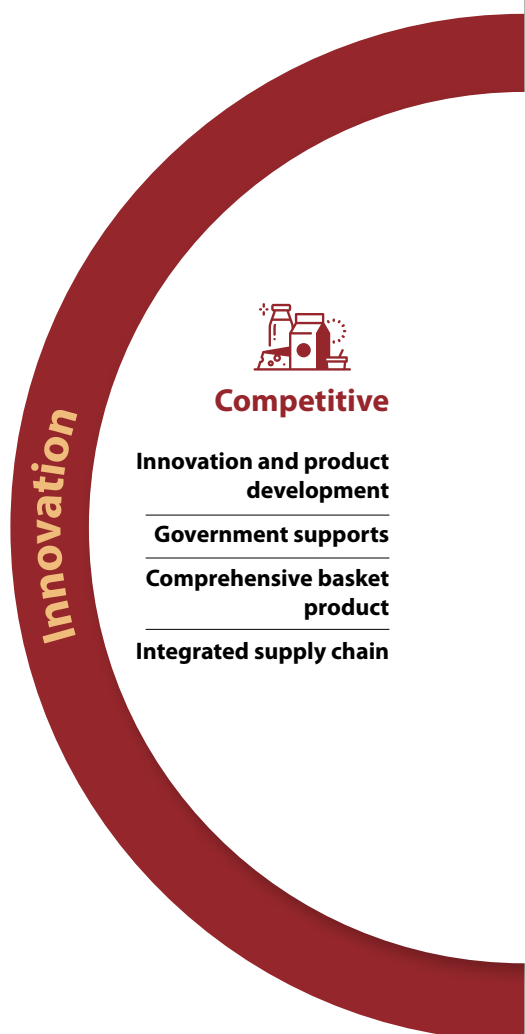 Competitive
Innovation and product
development
Government supports
Comprehensive basket
product
Integrated supply chain
Innovation